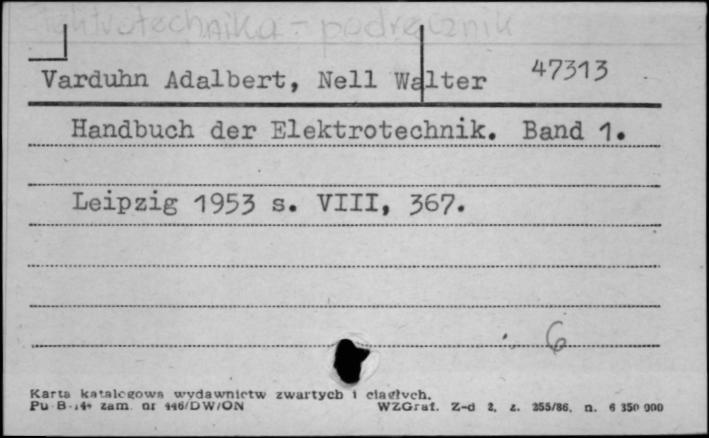 Elektrotechnika - podręcznik
Varduhn Adalbert, Nell Walter 47313
Handbuch der Elektrotechnik. Band 1.
Leipzig 1953 s. VIII, 367.
6
Karta katalogowa wydawnictw zwartych i ciągłych.
Pu-B-14 zam. nr 446/DW/ON WZGraf. Z-d 2, z. 355/86, n. 6 350 000